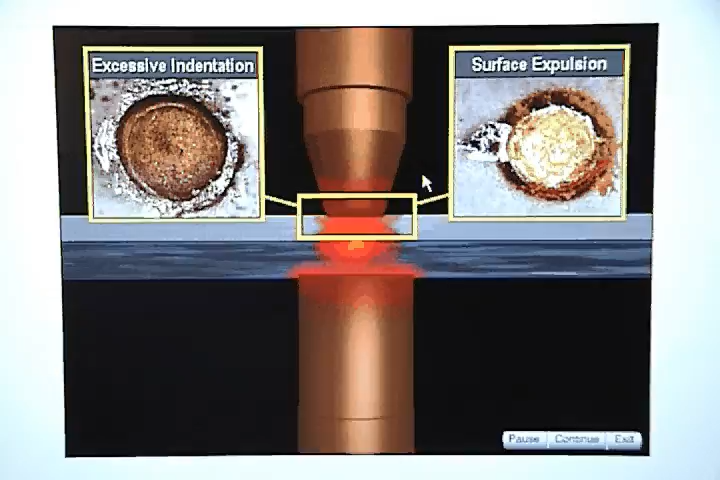 Excessive Indentation
Surface Expulsion
Pause Continue Exit